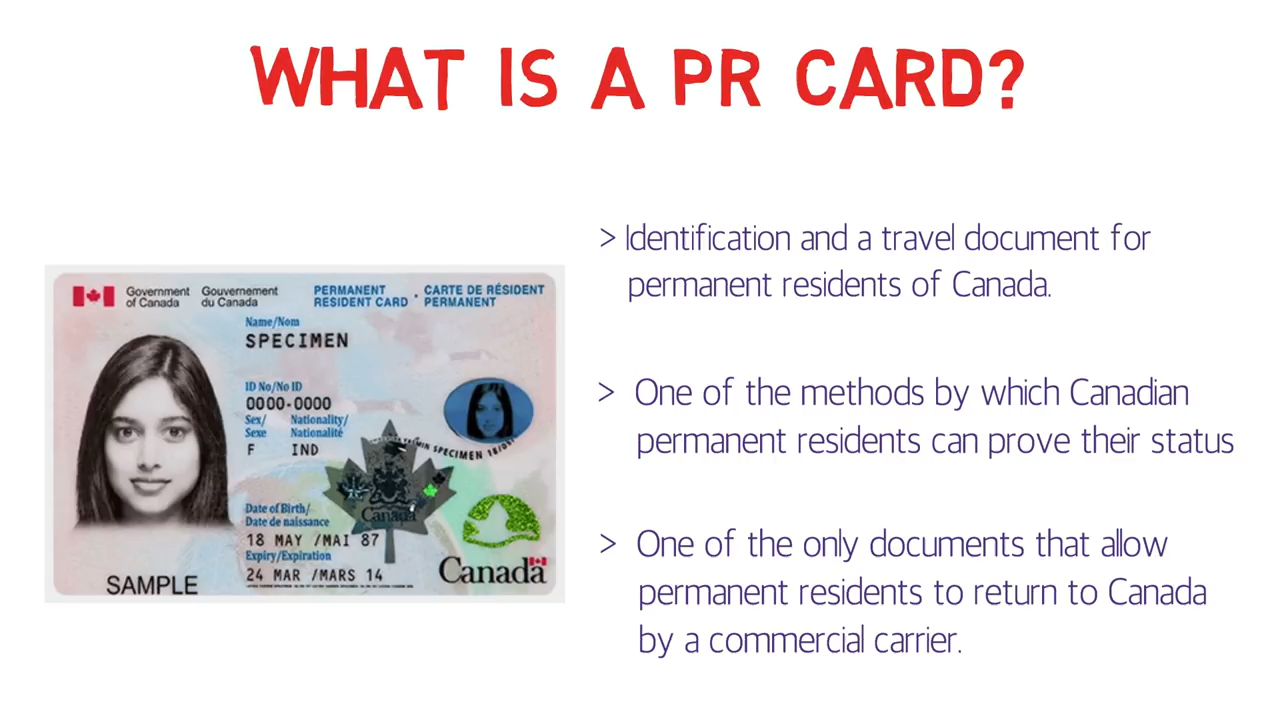 WHAT IS A PR CARD?
Government of Canada
Gouvernement du Canada
PERMANENT RESIDENT CARD
CARTE DE RÉSIDENT PERMANENT
Name/Nom
SPECIMEN
ID No/No ID
0000-0000
Sex/Sexe Nationality/Nationalité
F IND
Date of Birth/
Date de naissance
18 MAY /MAI 87
Expiry/Expiration
24 MAR /MARS 14
SAMPLE
SPECIMEN
Canada
Canada
> Identification and a travel document for
permanent residents of Canada.
> One of the methods by which Canadian
permanent residents can prove their status
> One of the only documents that allow
permanent residents to return to Canada
by a commercial carrier.